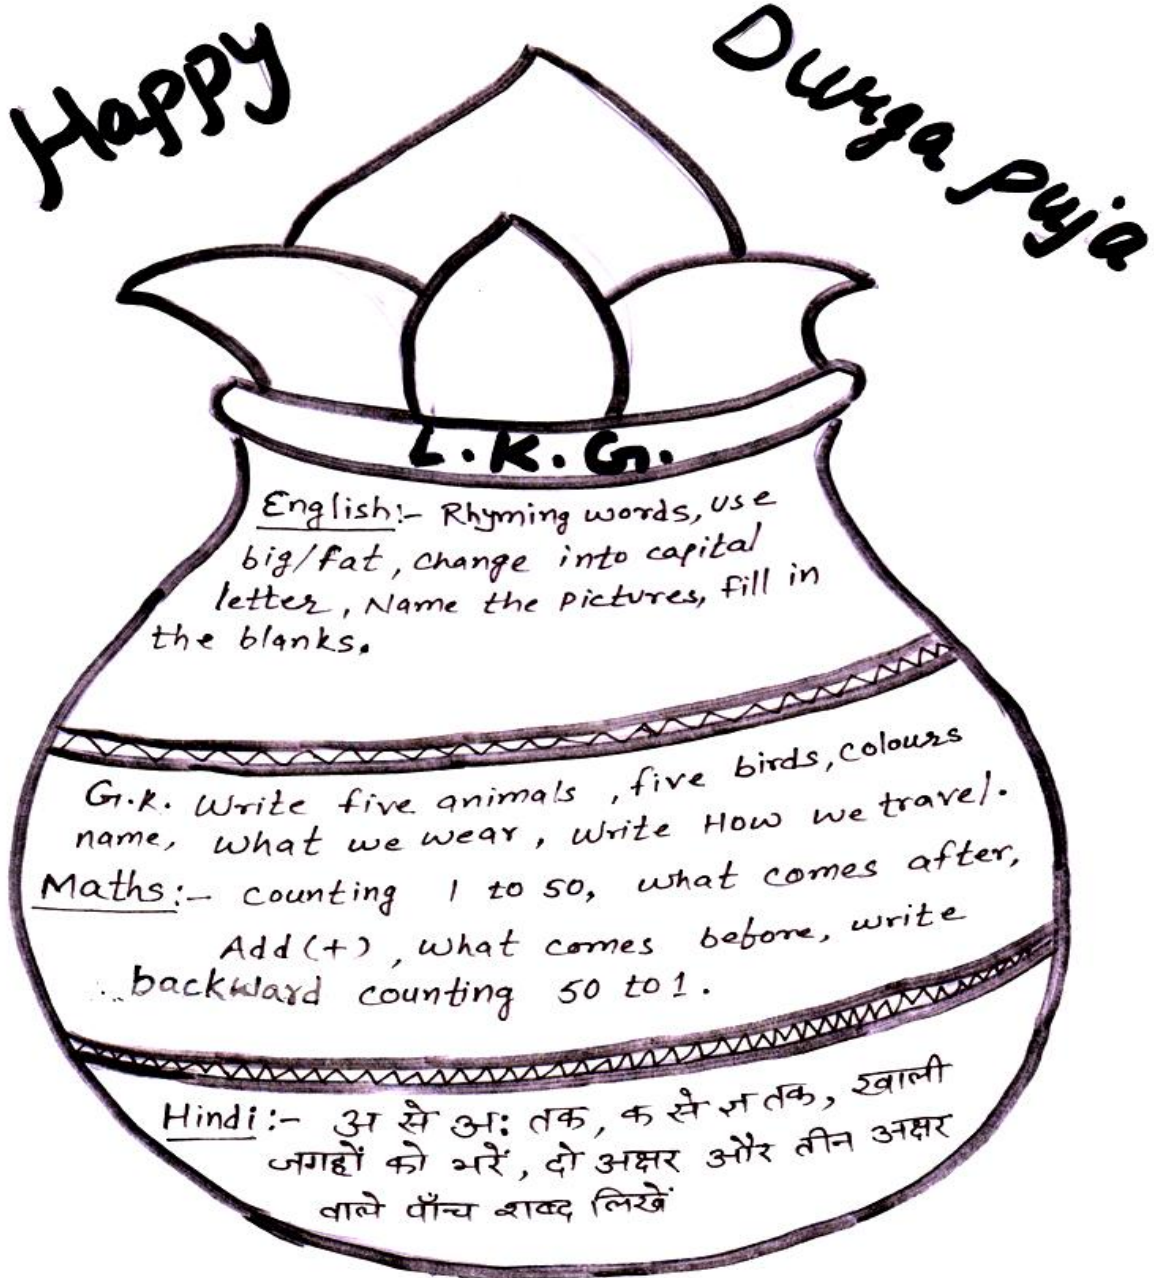 Happy Durga puja
L.K.G.
English:- Rhyming words, use
big/fat, change into capital
letter, Name the Pictures, fill in
the blanks.
G.K. Write five animals, five birds, colours
name, what we wear, write How we travel.
Maths:- counting 1 to 50, what comes after,
Add (+), what comes before, write
backward counting 50 to 1.
Hindi:- अ से अः तक, क से ज्ञ तक, खाली
जगहों को भरें, दो अक्षर और तीन अक्षर
वाले पाँच शब्द लिखें